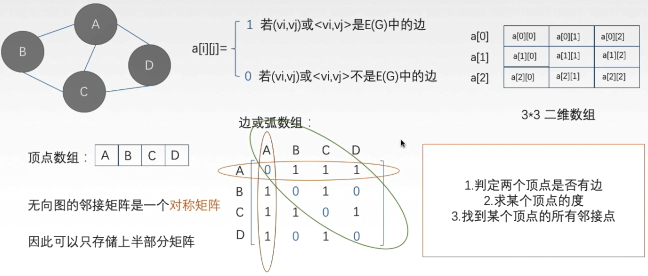 A
B
D
C
a[i][j]=
1 若(vi,vj)或<vi,vj>是E(G)中的边
0 若(vi,vj)或<vi,vj>不是E(G)中的边
a[0] a[0][0] a[0][1] a[0][2]
a[1] a[1][0] a[1][1] a[1][2]
a[2] a[2][0] a[2][1] a[2][2]
3*3 二维数组
顶点数组： A B C D
无向图的邻接矩阵是一个对称矩阵
因此可以只存储上半部分矩阵
边或弧数组：
A B C D
A 0 1 1 1
B 1 0 1 0
C 1 1 0 1
D 1 0 1 0
1.判定两个顶点是否有边
2.求某个顶点的度
3.找到某个顶点的所有邻接点